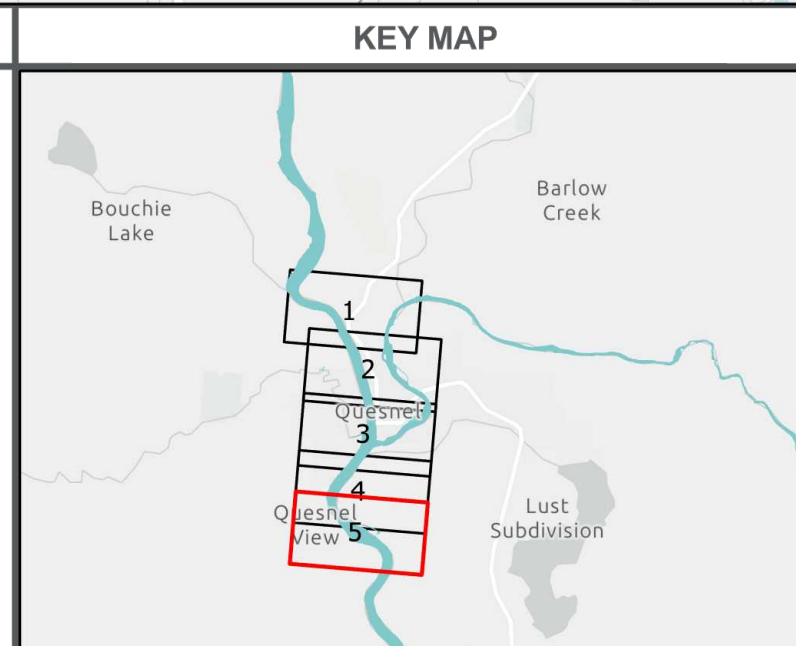 KEY MAP
Barlow
Creek
Bouchie
Lake
1
2
Quesnel
3
4
Quesnel
View
5
Lust
Subdivision